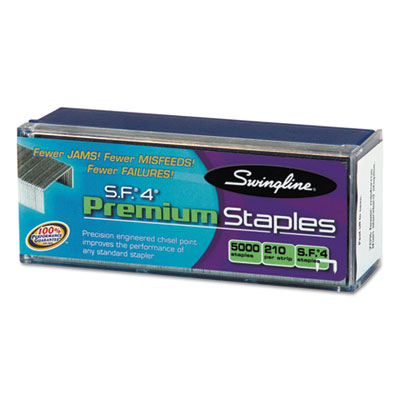 Fewer JAMS! Fewer MISFEEDS!
Fewer FAILURES!
Swingline®
S.F.® 4®
Premium Staples
100%
PERFORMANCE
GUARANTEED
Precision engineered chisel point
improves the performance of
any standard stapler
5000
staples
210
per strip
S.F.® 4
staples